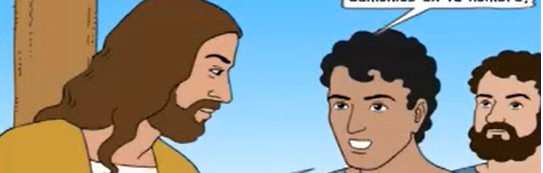 demonios en tu nombre,